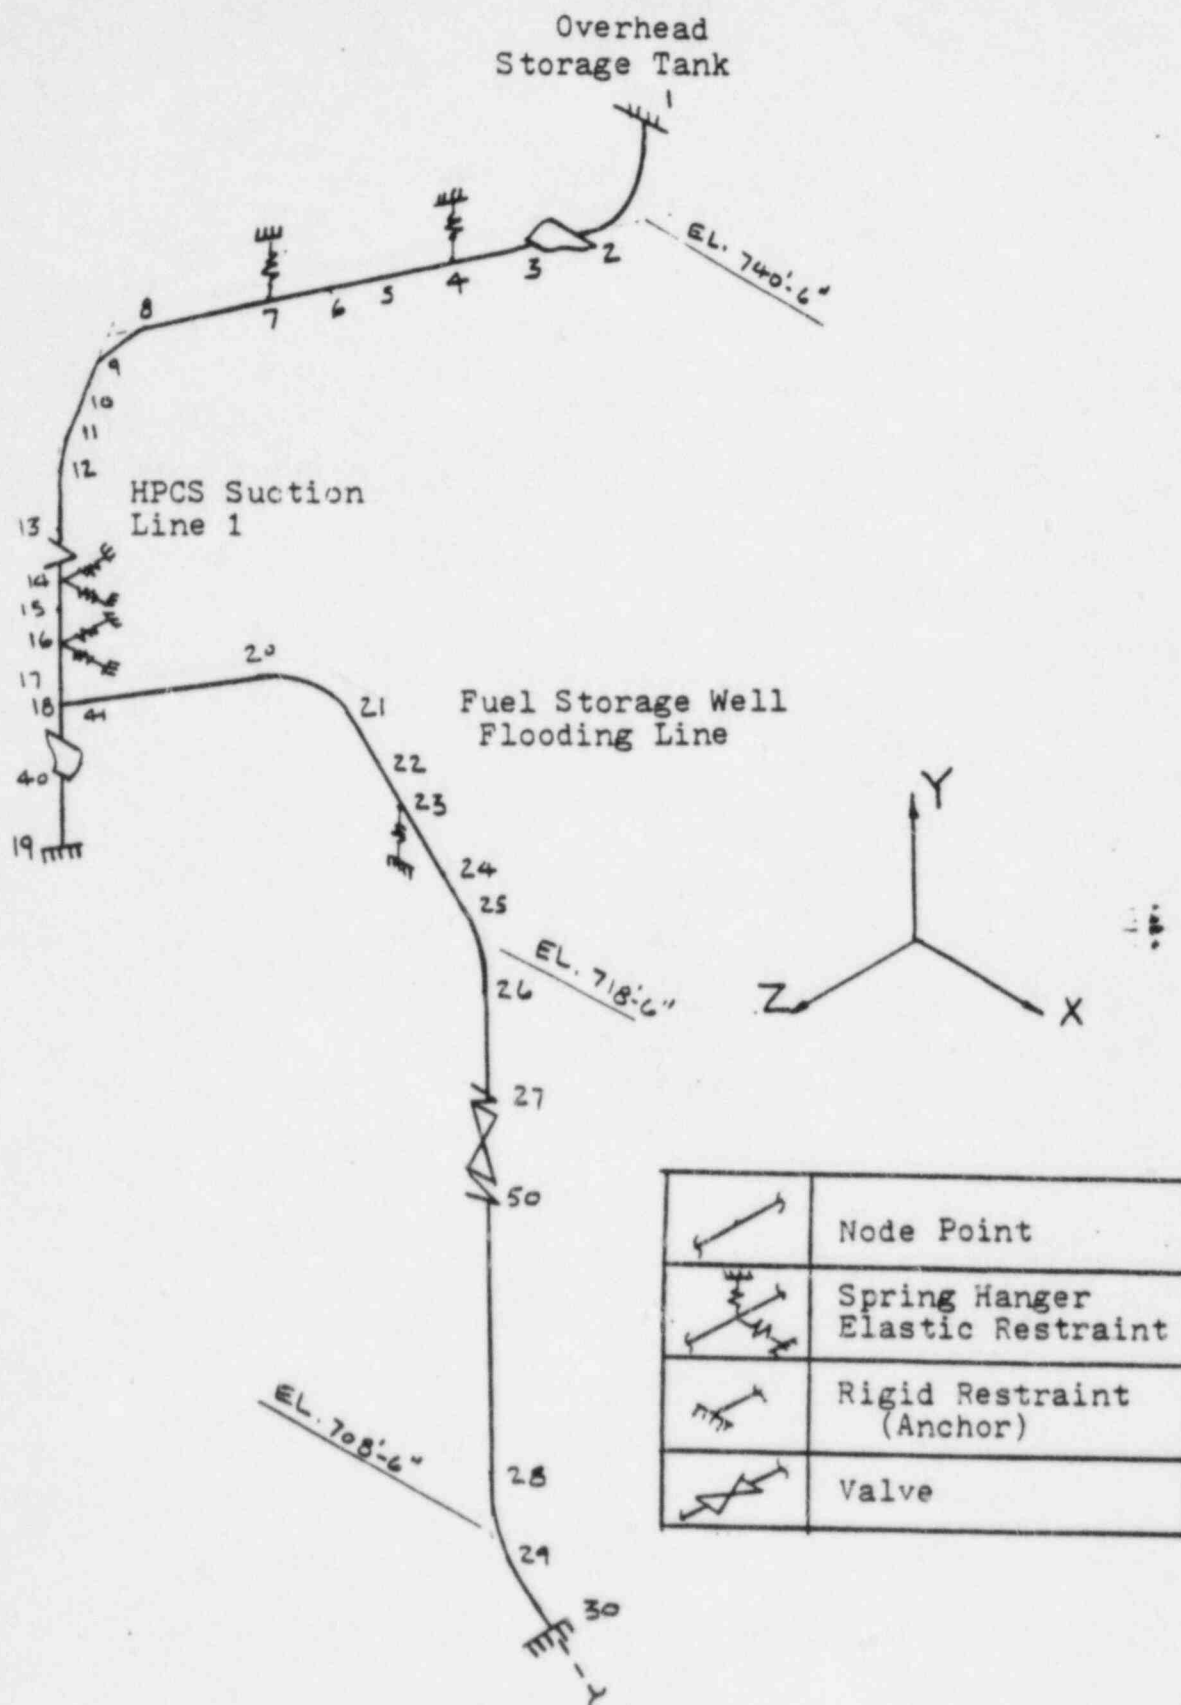 Overhead
Storage Tank
1
2
3
4
5
6
7
8
9
10
11
12
EL. 740'-6"
HPCS Suction
Line 1
13
14
15
16
17
18
41
40
19
20
21
Fuel Storage Well
Flooding Line
22
23
24
25
26
EL. 718'-6"
Y
Z
X
27
50
Node Point
Spring Hanger
Elastic Restraint
Rigid Restraint
(Anchor)
Valve
EL. 708'-6"
28
29
30